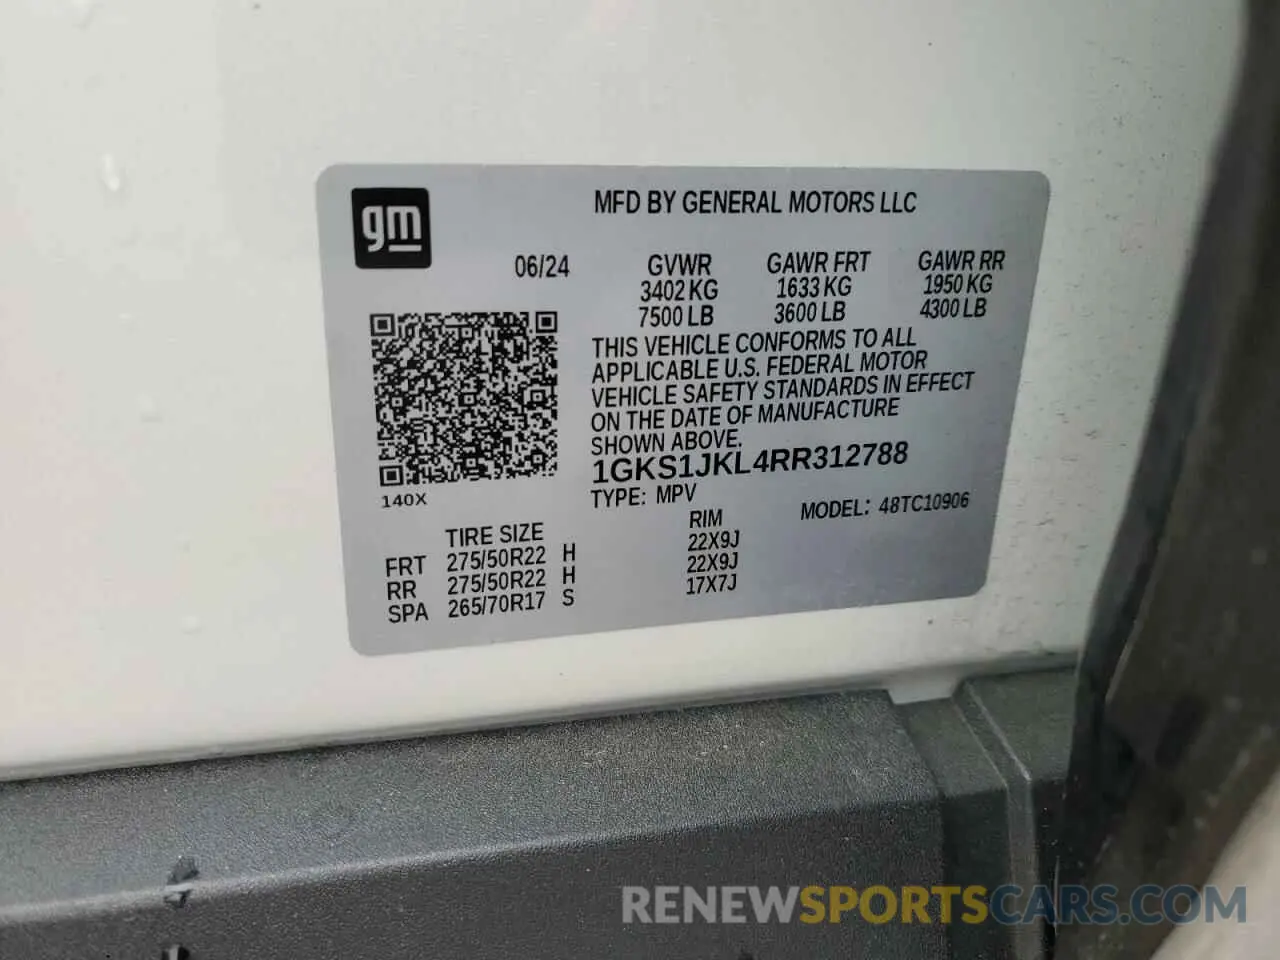 gm
MFD BY GENERAL MOTORS LLC
06/24 GVWR GAWR FRT GAWR RR
3402 KG 1633 KG 1950 KG
7500 LB 3600 LB 4300 LB
THIS VEHICLE CONFORMS TO ALL
APPLICABLE U.S. FEDERAL MOTOR
VEHICLE SAFETY STANDARDS IN EFFECT
ON THE DATE OF MANUFACTURE
SHOWN ABOVE.
1GKS1JKL4RR312788
140X
TYPE: MPV MODEL: 48TC10906
TIRE SIZE RIM
FRT 275/50R22 H 22X9J
RR 275/50R22 H 22X9J
SPA 265/70R17 S 17X7J
RENEWSPORTSCARS.COM